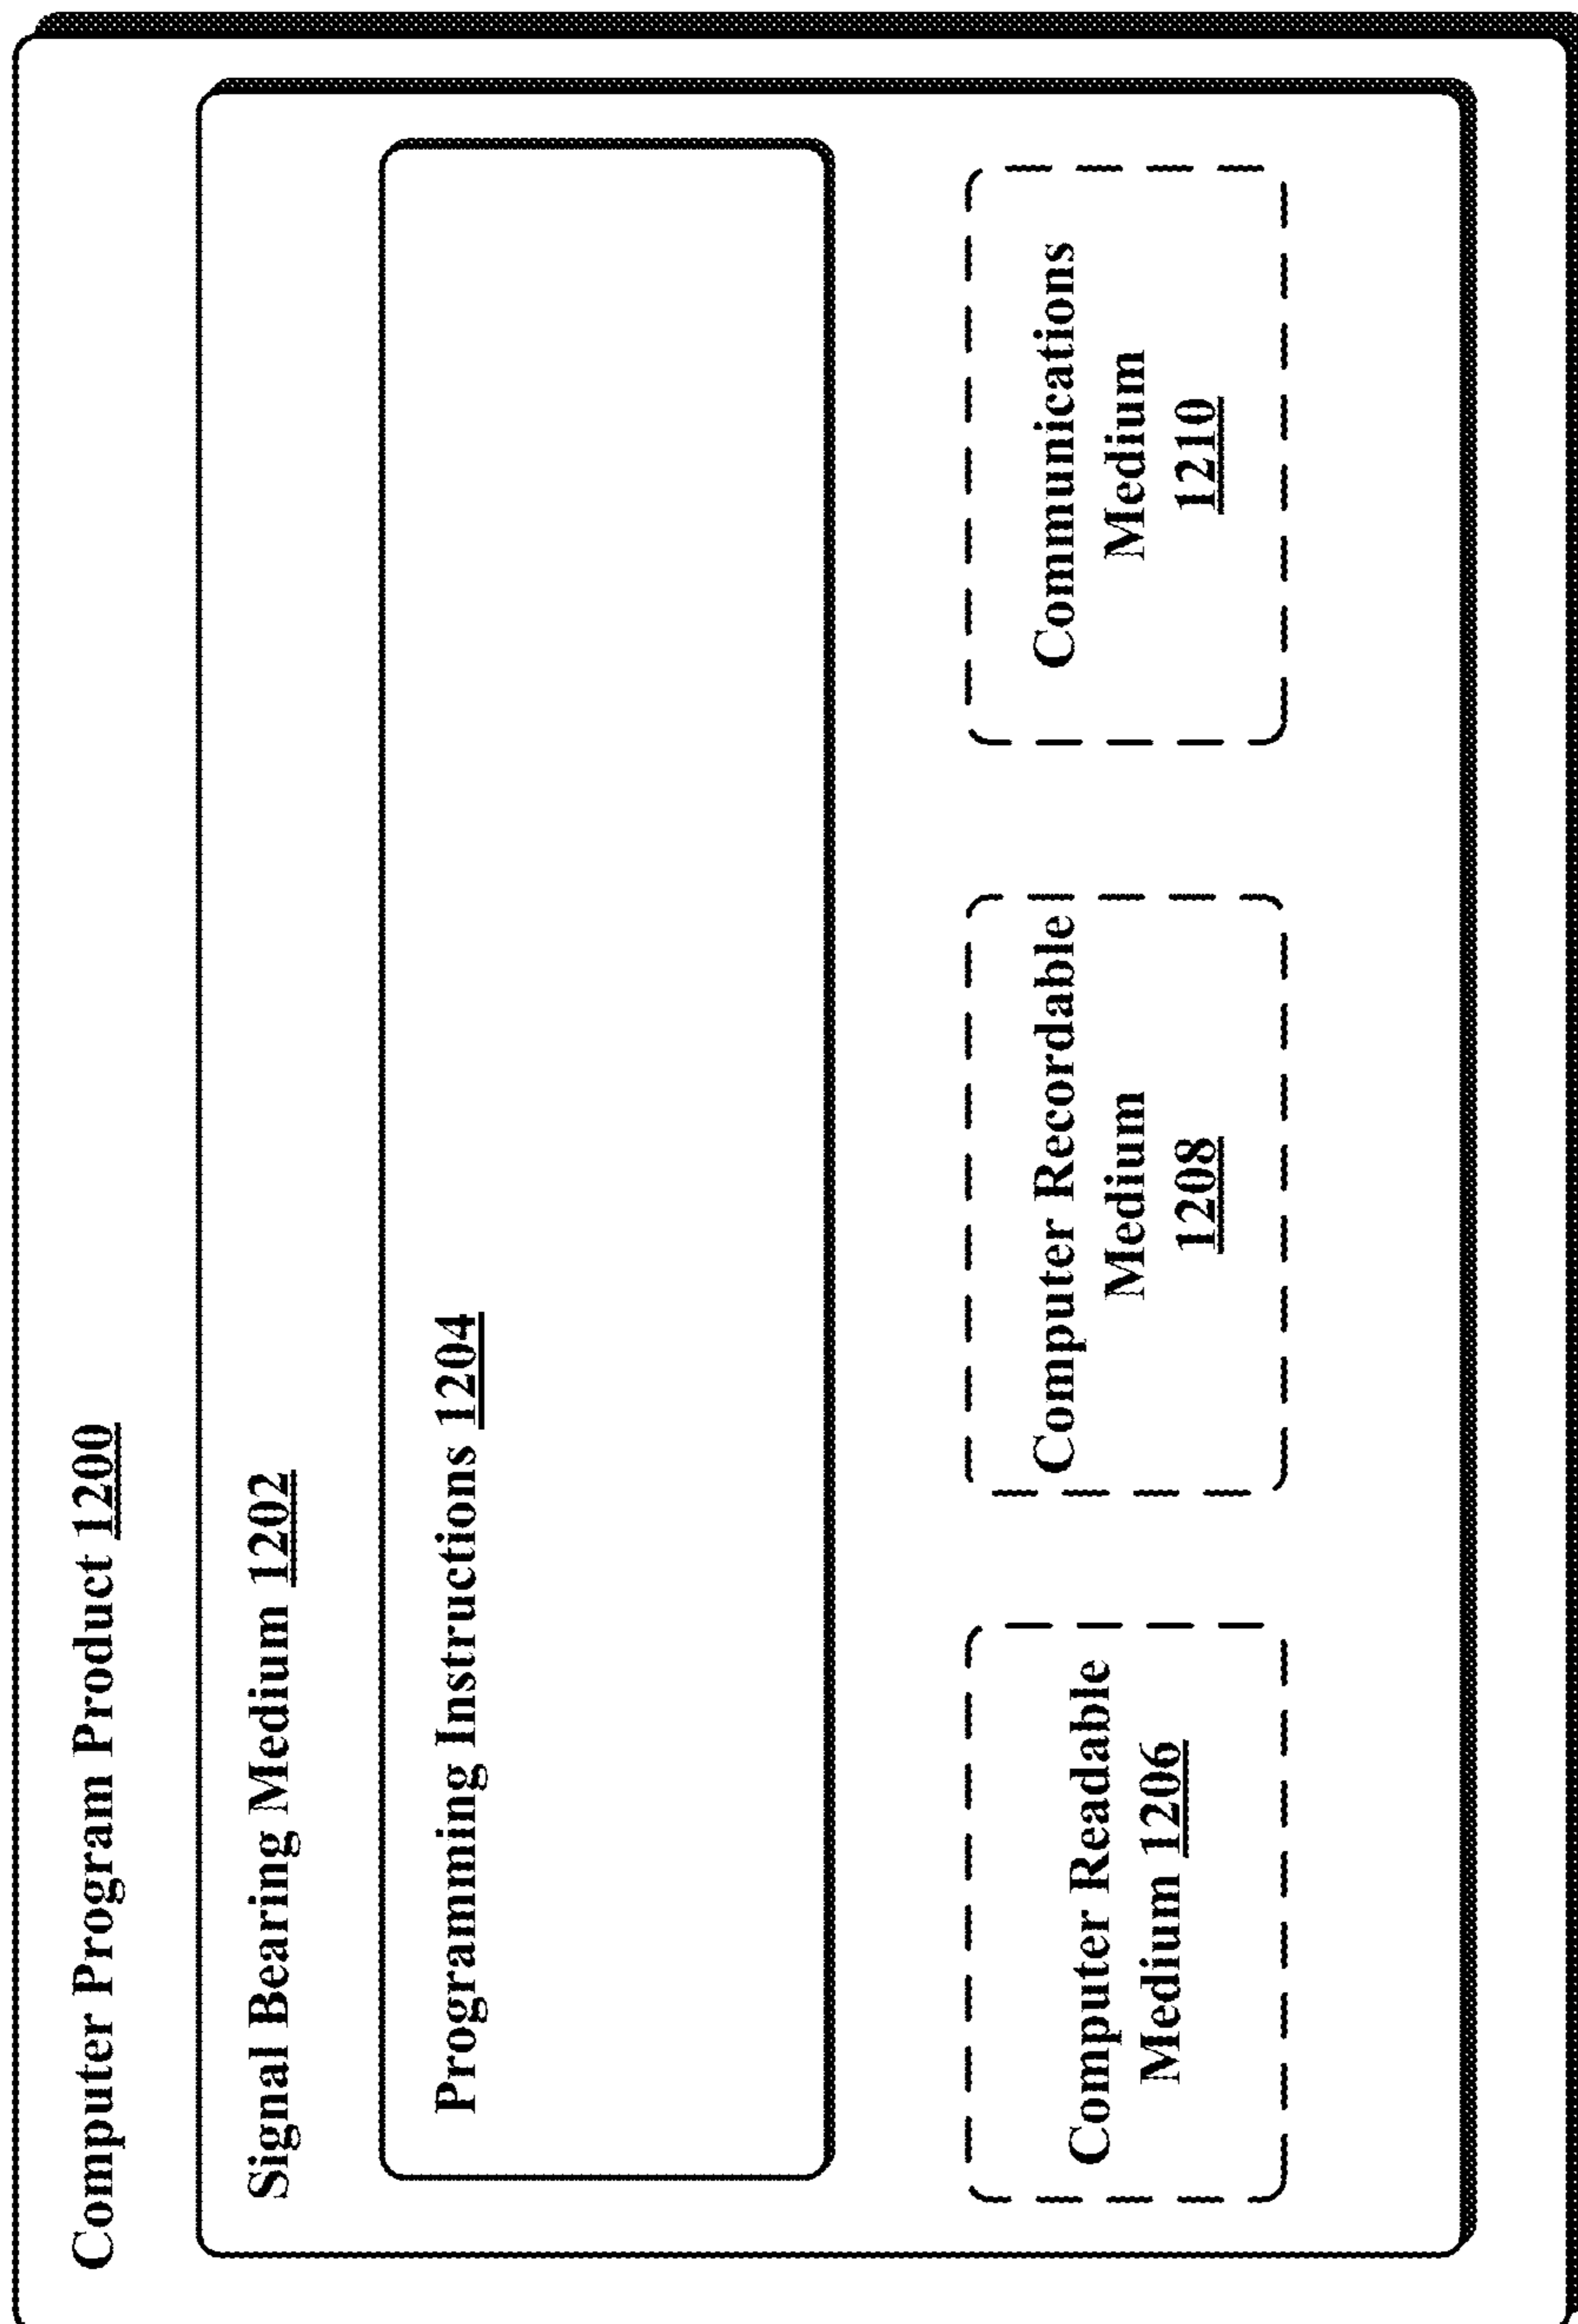 Computer Program Product 1200
Signal Bearing Medium 1202
Programming Instructions 1204
Computer Readable
Medium 1206
Computer Recordable
Medium
1208
Communications
Medium
1210